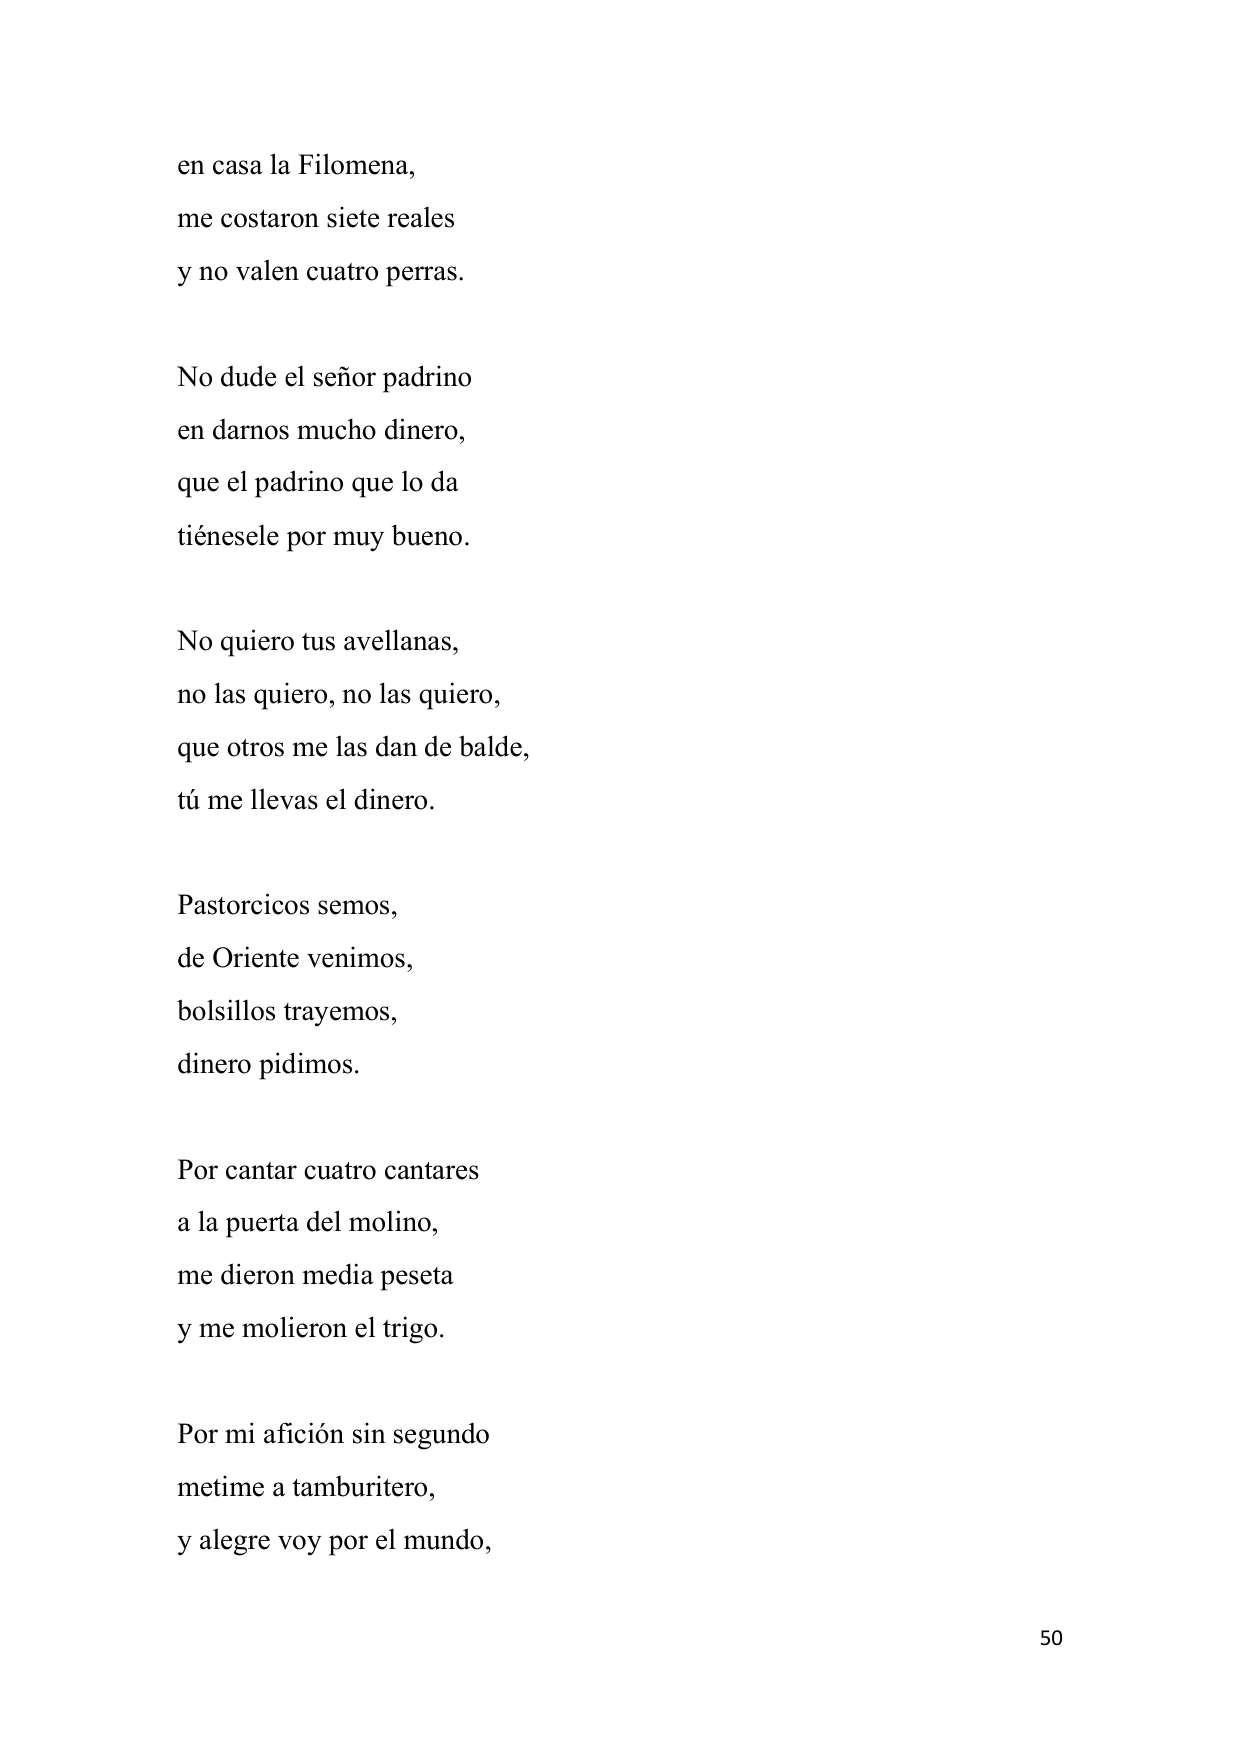 en casa la Filomena,
me costaron siete reales
y no valen cuatro perras.
No dude el señor padrino
en darnos mucho dinero,
que el padrino que lo da
tiénesele por muy bueno.
No quiero tus avellanas,
no las quiero, no las quiero,
que otros me las dan de balde,
tú me llevas el dinero.
Pastorcicos semos,
de Oriente venimos,
bolsillos trayemos,
dinero pidimos.
Por cantar cuatro cantares
a la puerta del molino,
me dieron media peseta
y me molieron el trigo.
Por mi afición sin segundo
metime a tamburitero,
y alegre voy por el mundo,
50